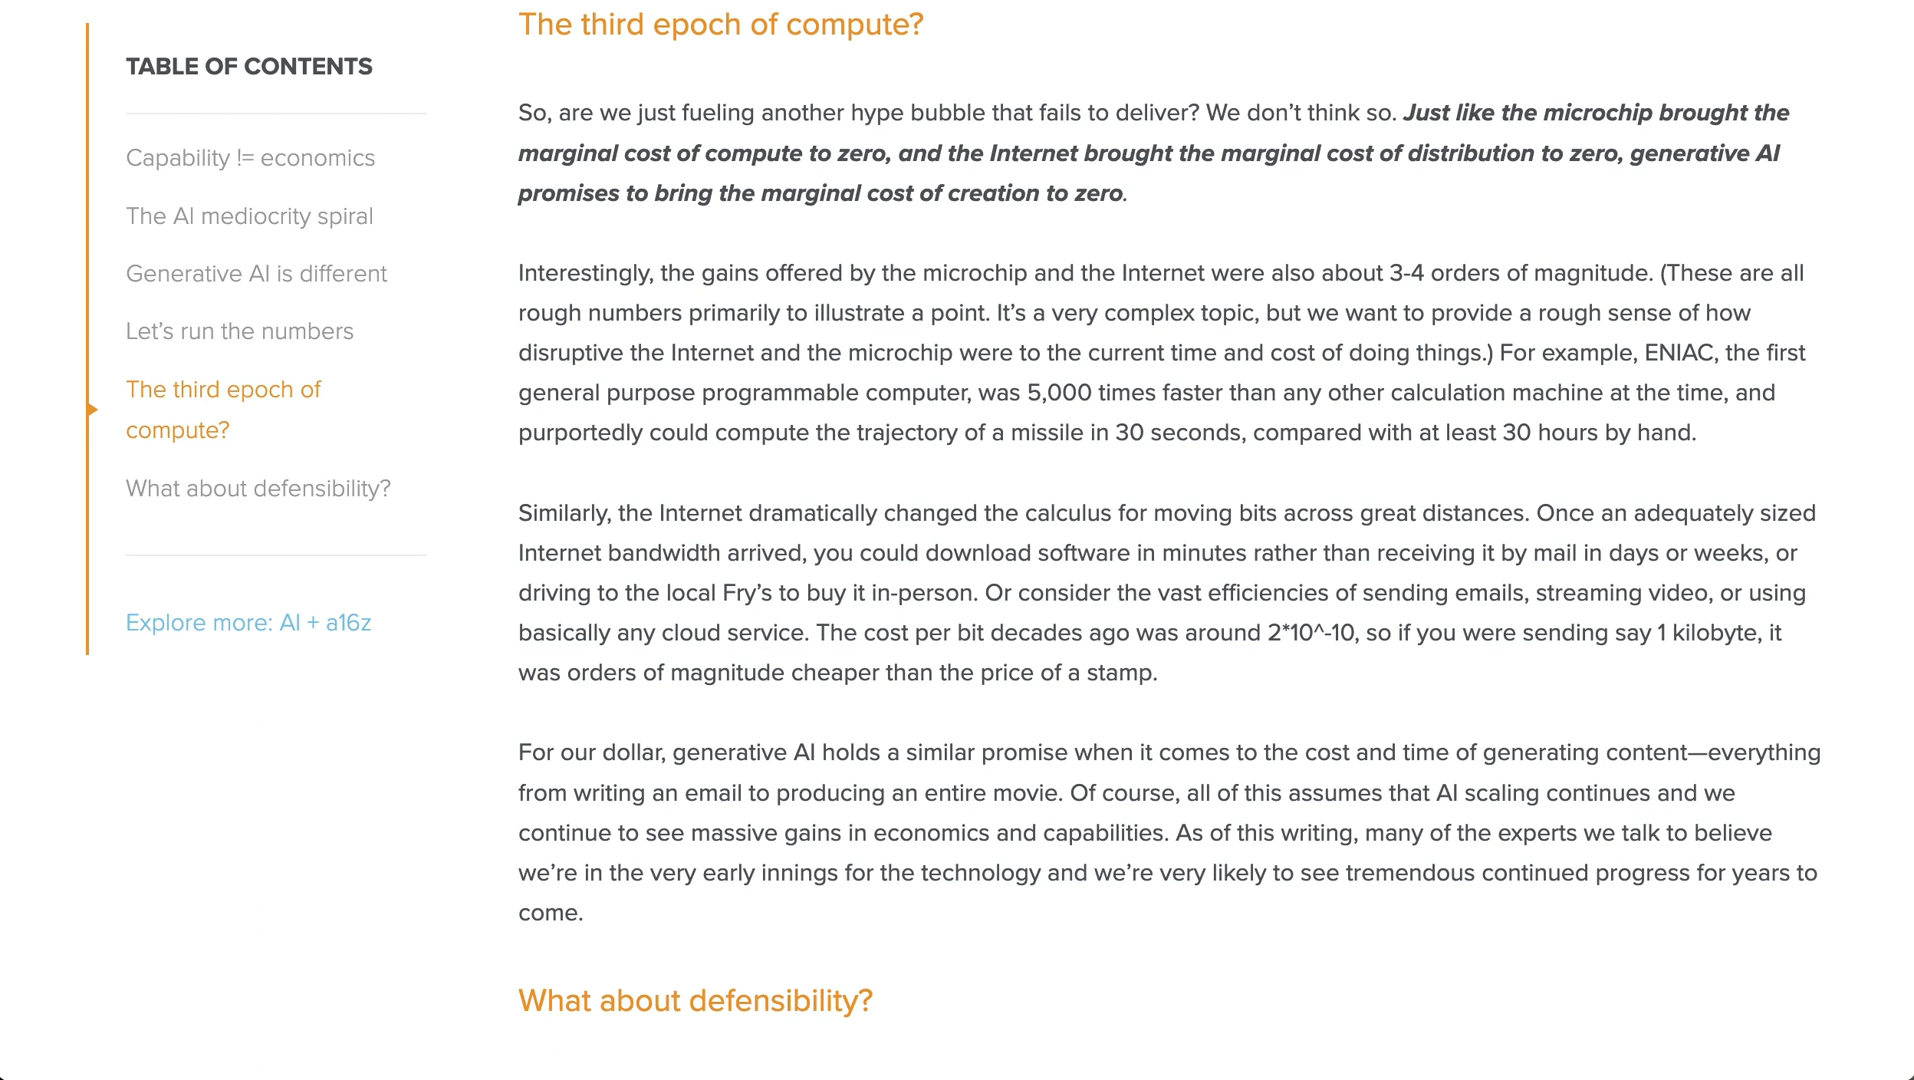 TABLE OF CONTENTS
Capability != economics
The AI mediocrity spiral
Generative AI is different
Let’s run the numbers
The third epoch of
compute?
What about defensibility?
Explore more: AI + a16z
The third epoch of compute?
So, are we just fueling another hype bubble that fails to deliver? We don’t think so. Just like the microchip brought the
marginal cost of compute to zero, and the Internet brought the marginal cost of distribution to zero, generative AI
promises to bring the marginal cost of creation to zero.
Interestingly, the gains offered by the microchip and the Internet were also about 3-4 orders of magnitude. (These are all
rough numbers primarily to illustrate a point. It’s a very complex topic, but we want to provide a rough sense of how
disruptive the Internet and the microchip were to the current time and cost of doing things.) For example, ENIAC, the first
general purpose programmable computer, was 5,000 times faster than any other calculation machine at the time, and
purportedly could compute the trajectory of a missile in 30 seconds, compared with at least 30 hours by hand.
Similarly, the Internet dramatically changed the calculus for moving bits across great distances. Once an adequately sized
Internet bandwidth arrived, you could download software in minutes rather than receiving it by mail in days or weeks, or
driving to the local Fry’s to buy it in-person. Or consider the vast efficiencies of sending emails, streaming video, or using
basically any cloud service. The cost per bit decades ago was around 2*10^-10, so if you were sending say 1 kilobyte, it
was orders of magnitude cheaper than the price of a stamp.
For our dollar, generative AI holds a similar promise when it comes to the cost and time of generating content—everything
from writing an email to producing an entire movie. Of course, all of this assumes that AI scaling continues and we
continue to see massive gains in economics and capabilities. As of this writing, many of the experts we talk to believe
we’re in the very early innings for the technology and we’re very likely to see tremendous continued progress for years to
come.
What about defensibility?